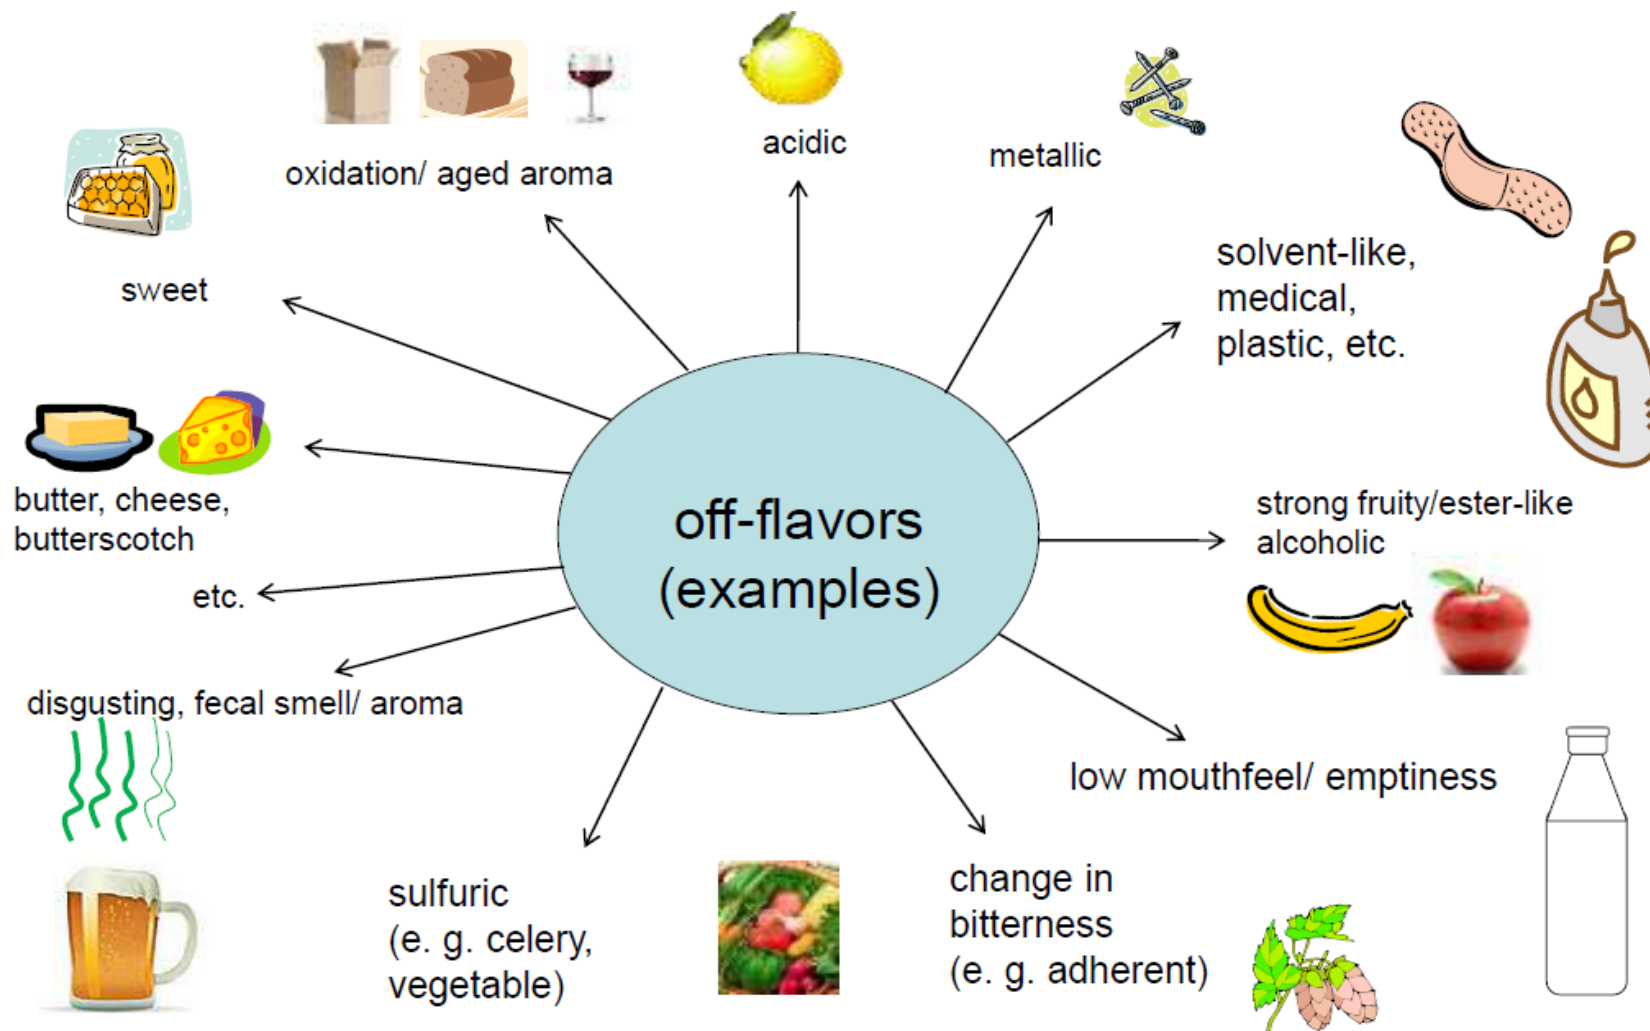 acidic
metallic
oxidation/ aged aroma
solvent-like,
medical,
plastic, etc.
sweet
butter, cheese,
butterscotch
strong fruity/ester-like
alcoholic
off-flavors
(examples)
etc.
disgusting, fecal smell/ aroma
low mouthfeel/ emptiness
sulfuric
(e. g. celery,
vegetable)
change in
bitterness
(e. g. adherent)